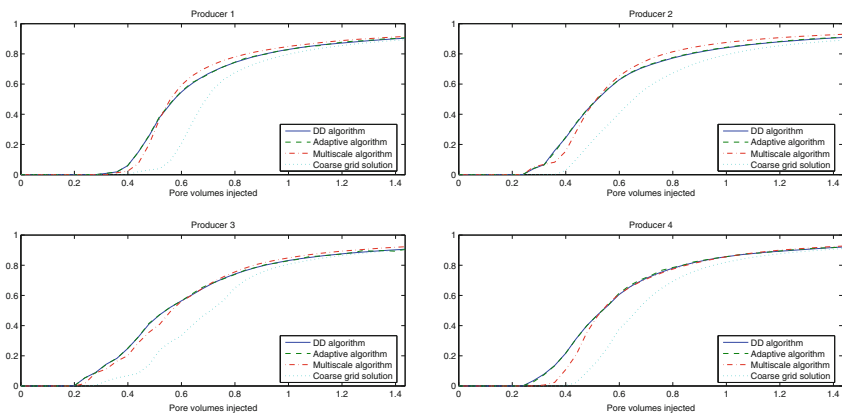 Producer 1
1
0.8
0.6
0.4
0.2
0
0 0.2 0.4 0.6 0.8 1 1.2 1.4
Pore volumes injected
DD algorithm
Adaptive algorithm
Multiscale algorithm
Coarse grid solution
Producer 2
1
0.8
0.6
0.4
0.2
0
0 0.2 0.4 0.6 0.8 1 1.2 1.4
Pore volumes injected
DD algorithm
Adaptive algorithm
Multiscale algorithm
Coarse grid solution
Producer 3
1
0.8
0.6
0.4
0.2
0
0 0.2 0.4 0.6 0.8 1 1.2 1.4
Pore volumes injected
DD algorithm
Adaptive algorithm
Multiscale algorithm
Coarse grid solution
Producer 4
1
0.8
0.6
0.4
0.2
0
0 0.2 0.4 0.6 0.8 1 1.2 1.4
Pore volumes injected
DD algorithm
Adaptive algorithm
Multiscale algorithm
Coarse grid solution